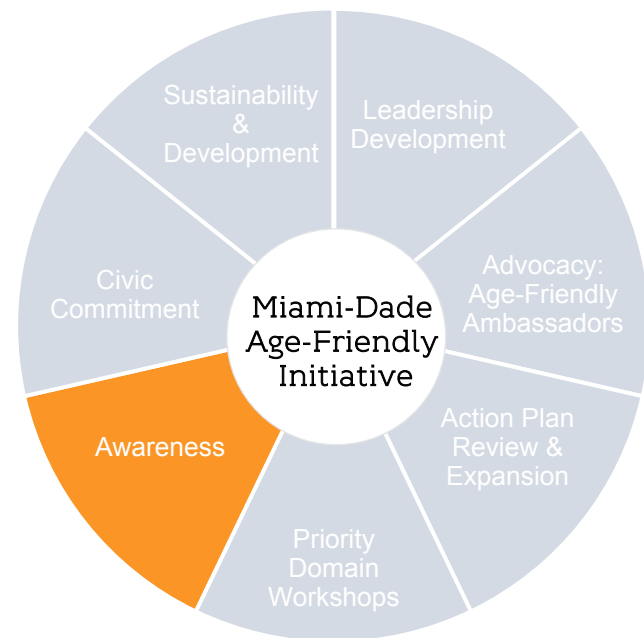 Sustainability
&
Development
Leadership
Development
Advocacy:
Age-Friendly
Ambassadors
Action Plan
Review &
Expansion
Priority
Domain
Workshops
Awareness
Civic
Commitment
Miami-Dade
Age-Friendly
Initiative